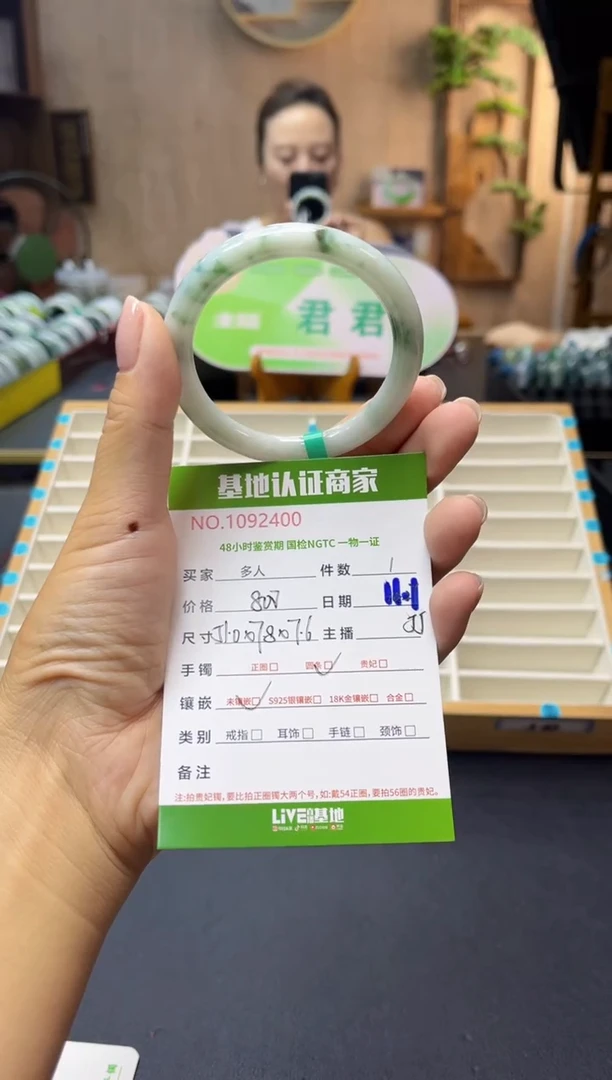 君君
基地认证商家
NO.1092400
48小时鉴赏期 国检NGTC 一物一证
买家 多人 件数 1
价格 807 日期 11.1
尺寸 51.0×7.8×7.6 主播 JJ
手镯 正圈□ 圆条□ 贵妃□
镶嵌 未镶嵌□ S925银镶嵌□ 18K金镶嵌□ 合金□
类别 戒指□ 耳饰□ 手链□ 颈饰□
备注
注:拍贵妃镯,要比拍正圈镯大两个号,如:戴54正圈,要拍56圈的贵妃。
LIVE基地